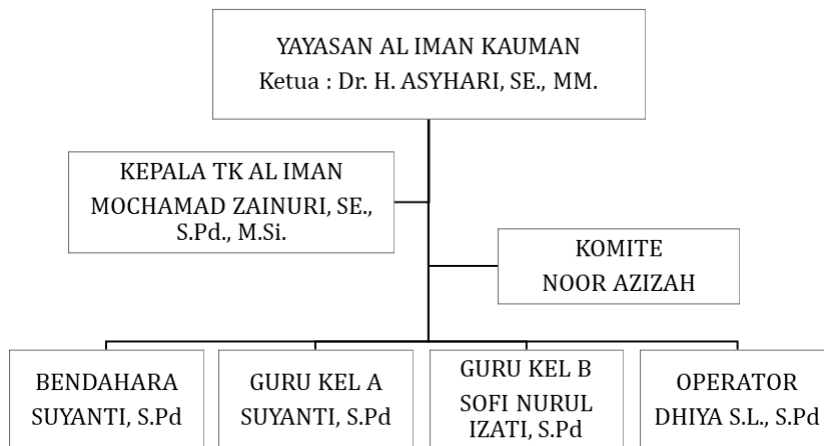 YAYASAN AL IMAN KAUMAN
Ketua : Dr. H. ASYHARI, SE., MM.
KEPALA TK AL IMAN
MOCHAMAD ZAINURI, SE.,
S.Pd., M.Si.
KOMITE
NOOR AZIZAH
BENDAHARA
SUYANTI, S.Pd
GURU KEL A
SUYANTI, S.Pd
GURU KEL B
SOFI NURUL
IZATI, S.Pd
OPERATOR
DHIYA S.L., S.Pd